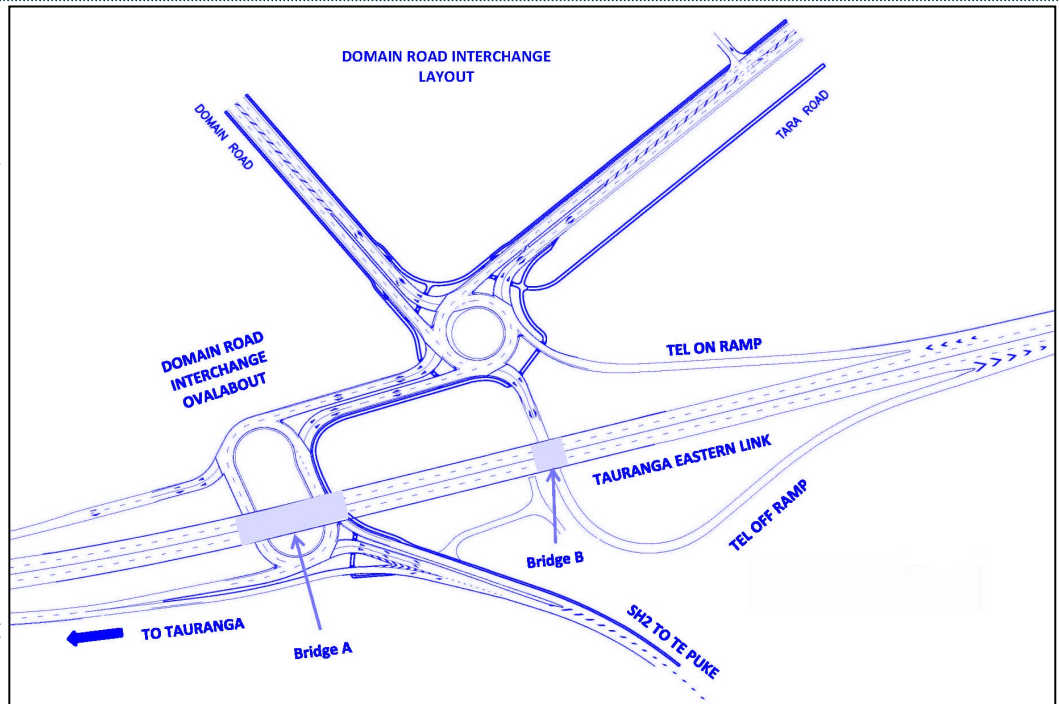 DOMAIN ROAD INTERCHANGE
LAYOUT
DOMAIN ROAD
TARA ROAD
DOMAIN ROAD
INTERCHANGE
OVALABOUT
TEL ON RAMP
TAURANGA EASTERN LINK
TEL OFF RAMP
Bridge B
SH2 TO TE PUKE
TO TAURANGA
Bridge A